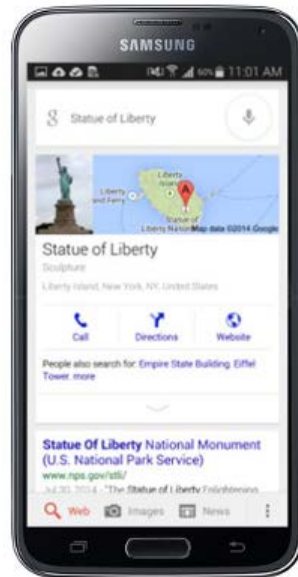 SAMSUNG
60% 11:01 AM
g Statue of Liberty
Liberty
Island
Liberty
Island Ferry
A
Statue of
Liberty National
Map data ©2014 Google
Statue of Liberty
Sculpture
Liberty Island, New York, NY, United States
Call Directions Website
People also search for: Empire State Building, Eiffel
Tower, more
Statue Of Liberty National Monument
(U.S. National Park Service)
www.nps.gov/stli/
Jul 30, 2014 - "The Statue of Liberty Enlightening
Web Images News